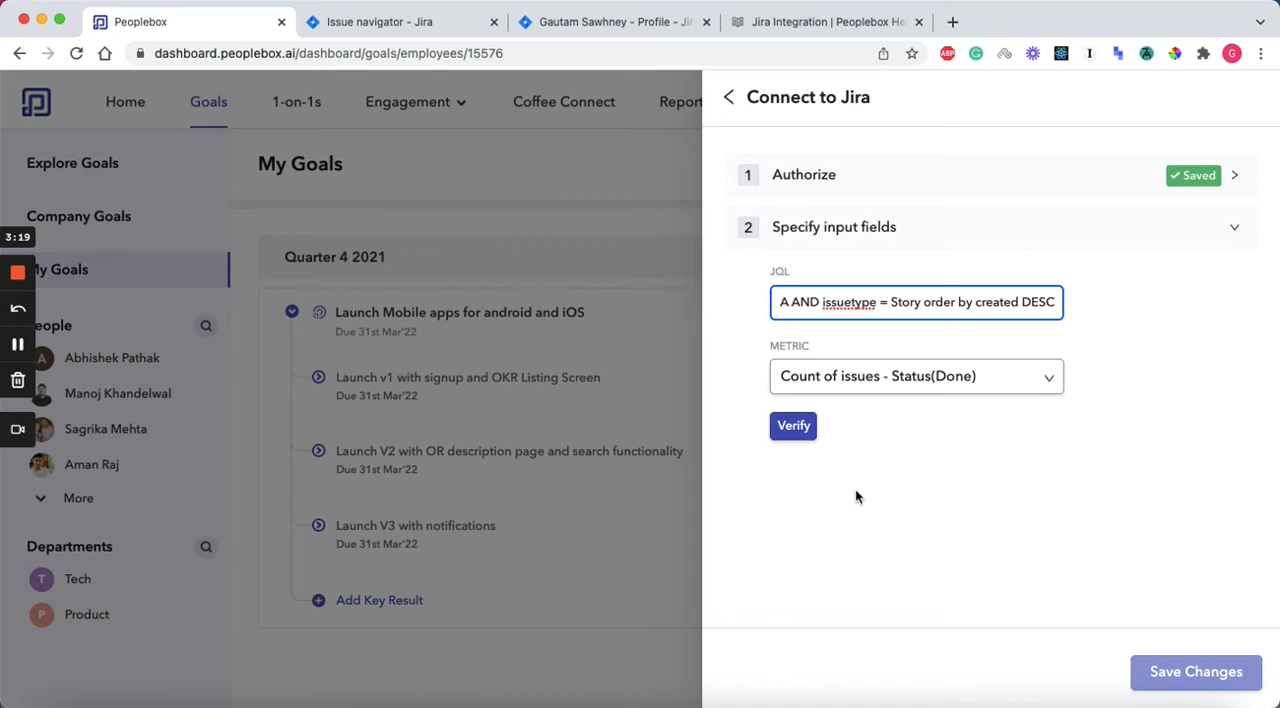 Peoplebox
Issue navigator - Jira
Gautam Sawhney - Profile - Jir
Jira Integration | Peoplebox He
dashboard.peoplebox.ai/dashboard/goals/employees/15576
ABP
G
Home
Goals
1-on-1s
Engagement
Coffee Connect
Report
Explore Goals
Company Goals
3:19
My Goals
People
A
Abhishek Pathak
Manoj Khandelwal
Sagrika Mehta
Aman Raj
More
Departments
T
Tech
P
Product
My Goals
Quarter 4 2021
Launch Mobile apps for android and iOS
Due 31st Mar'22
Launch v1 with signup and OKR Listing Screen
Due 31st Mar'22
Launch V2 with OR description page and search functionality
Due 31st Mar'22
Launch V3 with notifications
Due 31st Mar'22
Add Key Result
Connect to Jira
1 Authorize
Saved
2 Specify input fields
JQL
A AND issuetype = Story order by created DESC
METRIC
Count of issues - Status(Done)
Verify
Save Changes